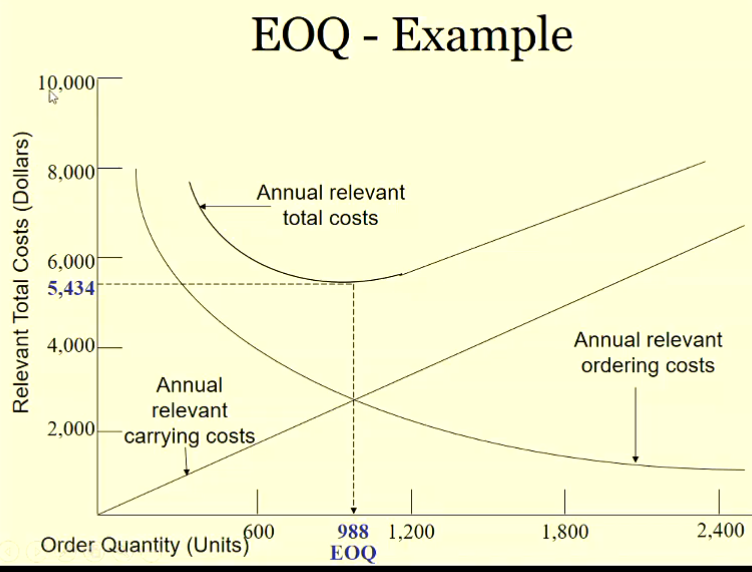 EOQ - Example
10,000
8,000
6,000
5,434
4,000
2,000
Relevant Total Costs (Dollars)
Annual relevant
total costs
Annual relevant
ordering costs
Annual
relevant
carrying costs
600
988
1,200
1,800
2,400
EOQ
Order Quantity (Units)